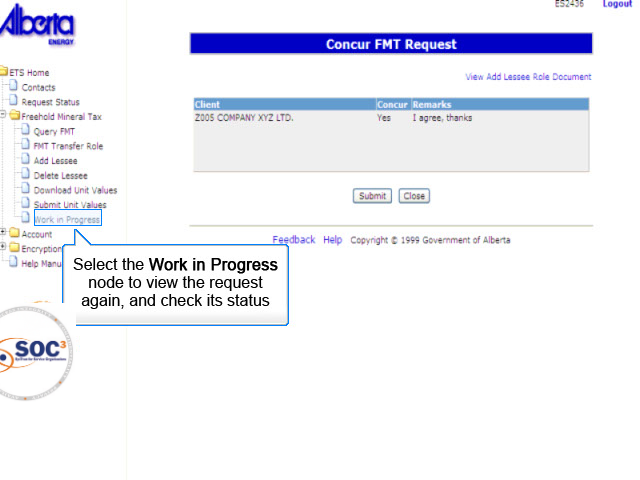 ES2436 Logout
Alberta
ENERGY
Concur FMT Request
View Add Lessee Role Document
ETS Home
Contacts
Request Status
Freehold Mineral Tax
Query FMT
FMT Transfer Role
Add Lessee
Delete Lessee
Download Unit Values
Submit Unit Values
Work in Progress
Account
Encryption
Help Manu
Client Concur Remarks
Z005 COMPANY XYZ LTD. Yes I agree, thanks
Submit Close
Feedback Help Copyright © 1999 Government of Alberta
Select the Work in Progress
node to view the request
again, and check its status
SOC3